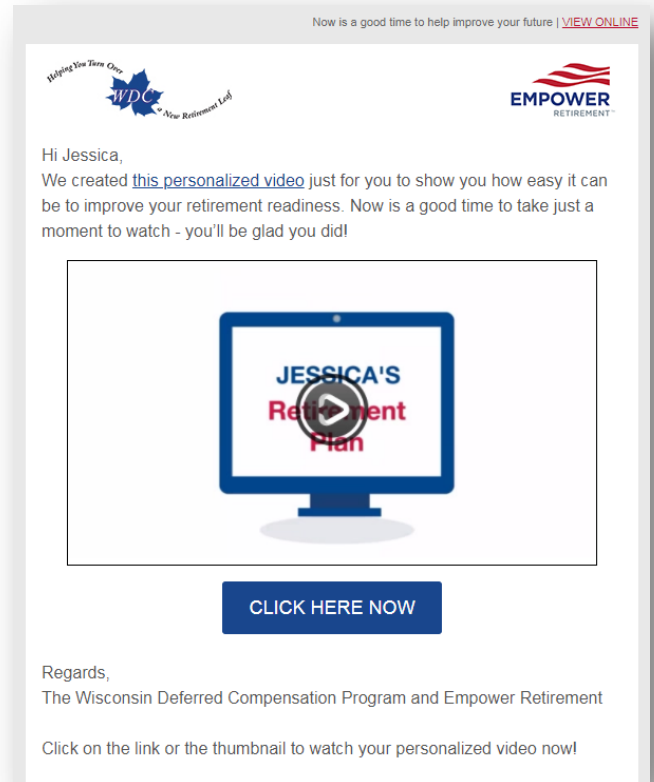 Now is a good time to help improve your future | VIEW ONLINE
Helping You Turn Over
WDC
a New Retirement Leaf
EMPOWER
RETIREMENT™
Hi Jessica,
We created this personalized video just for you to show you how easy it can
be to improve your retirement readiness. Now is a good time to take just a
moment to watch - you'll be glad you did!
JESSICA'S
Retirement
Plan
CLICK HERE NOW
Regards,
The Wisconsin Deferred Compensation Program and Empower Retirement
Click on the link or the thumbnail to watch your personalized video now!